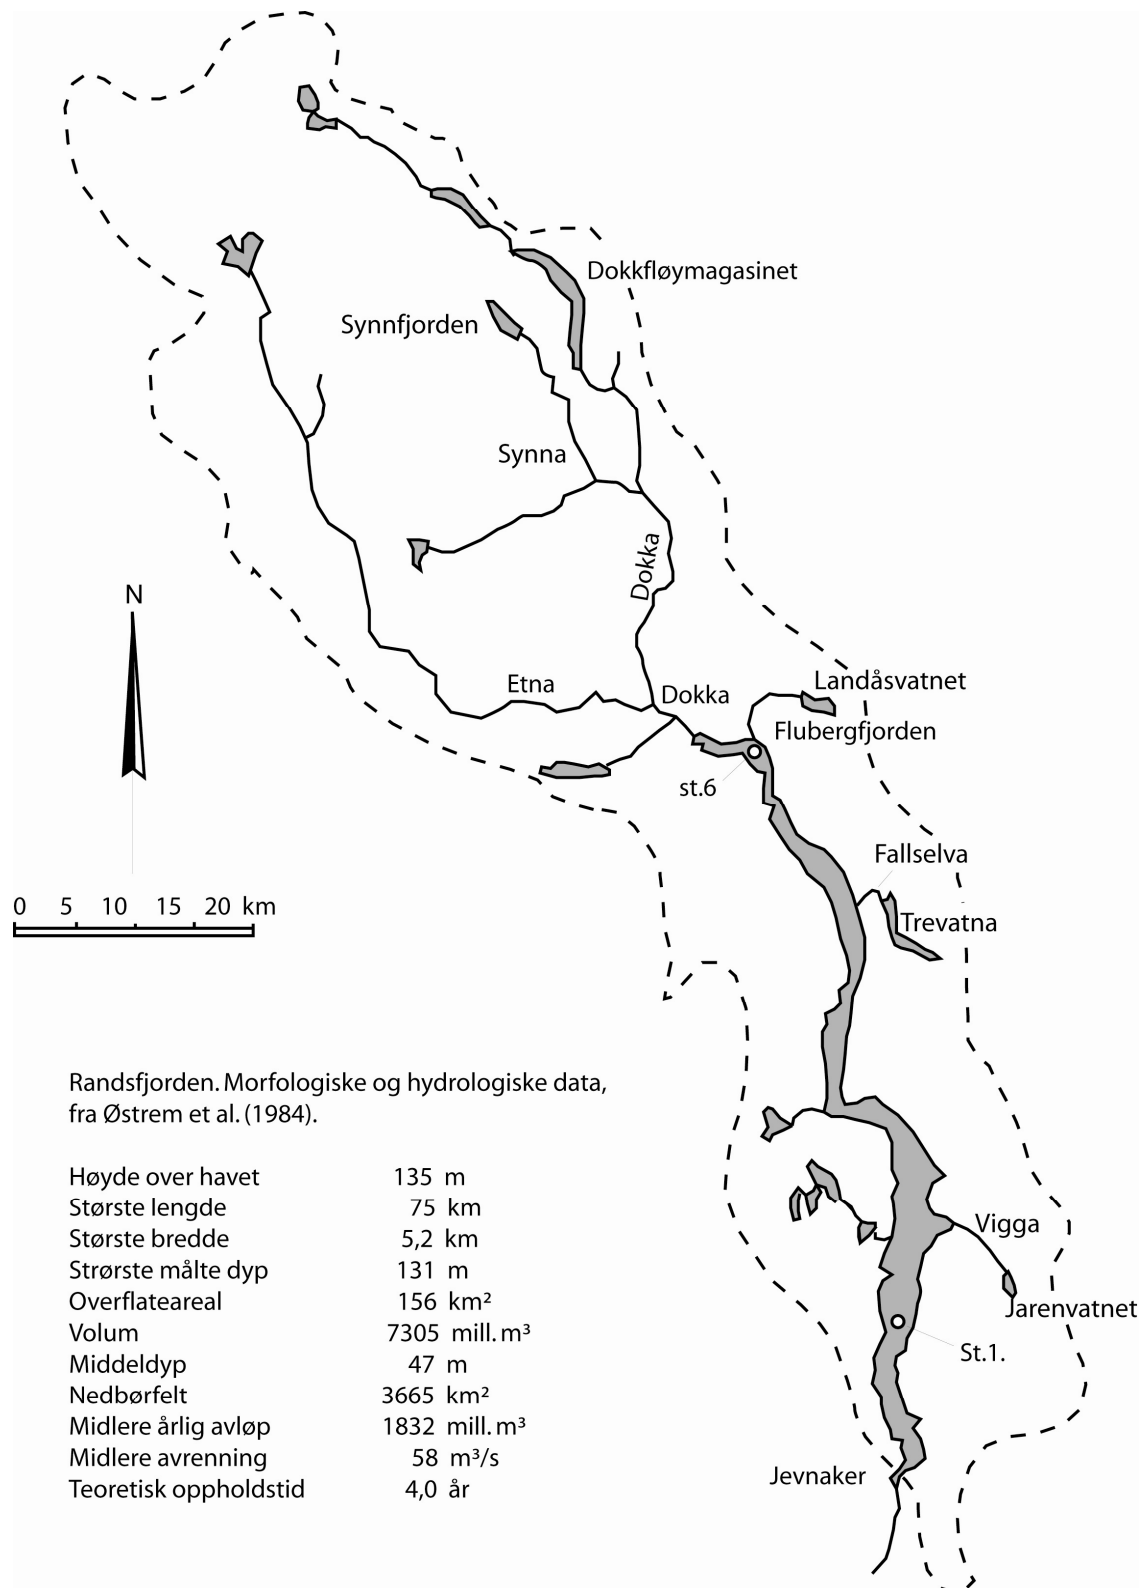 Dokkfløymagasinet
Synnfjorden
Synna
Dokka
N
Etna
Dokka
Landåsvatnet
Flubergfjorden
st.6
Fallselva
0 5 10 15 20 km
Trevatna
Randsfjorden. Morfologiske og hydrologiske data,
fra Østrem et al. (1984).
Høyde over havet 135 m
Største lengde 75 km
Største bredde 5,2 km
Strørste målte dyp 131 m
Overflateareal 156 km²
Volum 7305 mill. m³
Middeldyp 47 m
Nedbørfelt 3665 km²
Midlere årlig avløp 1832 mill. m³
Midlere avrenning 58 m³/s
Teoretisk oppholdstid 4,0 år
Vigga
Jarenvatnet
St.1.
Jevnaker